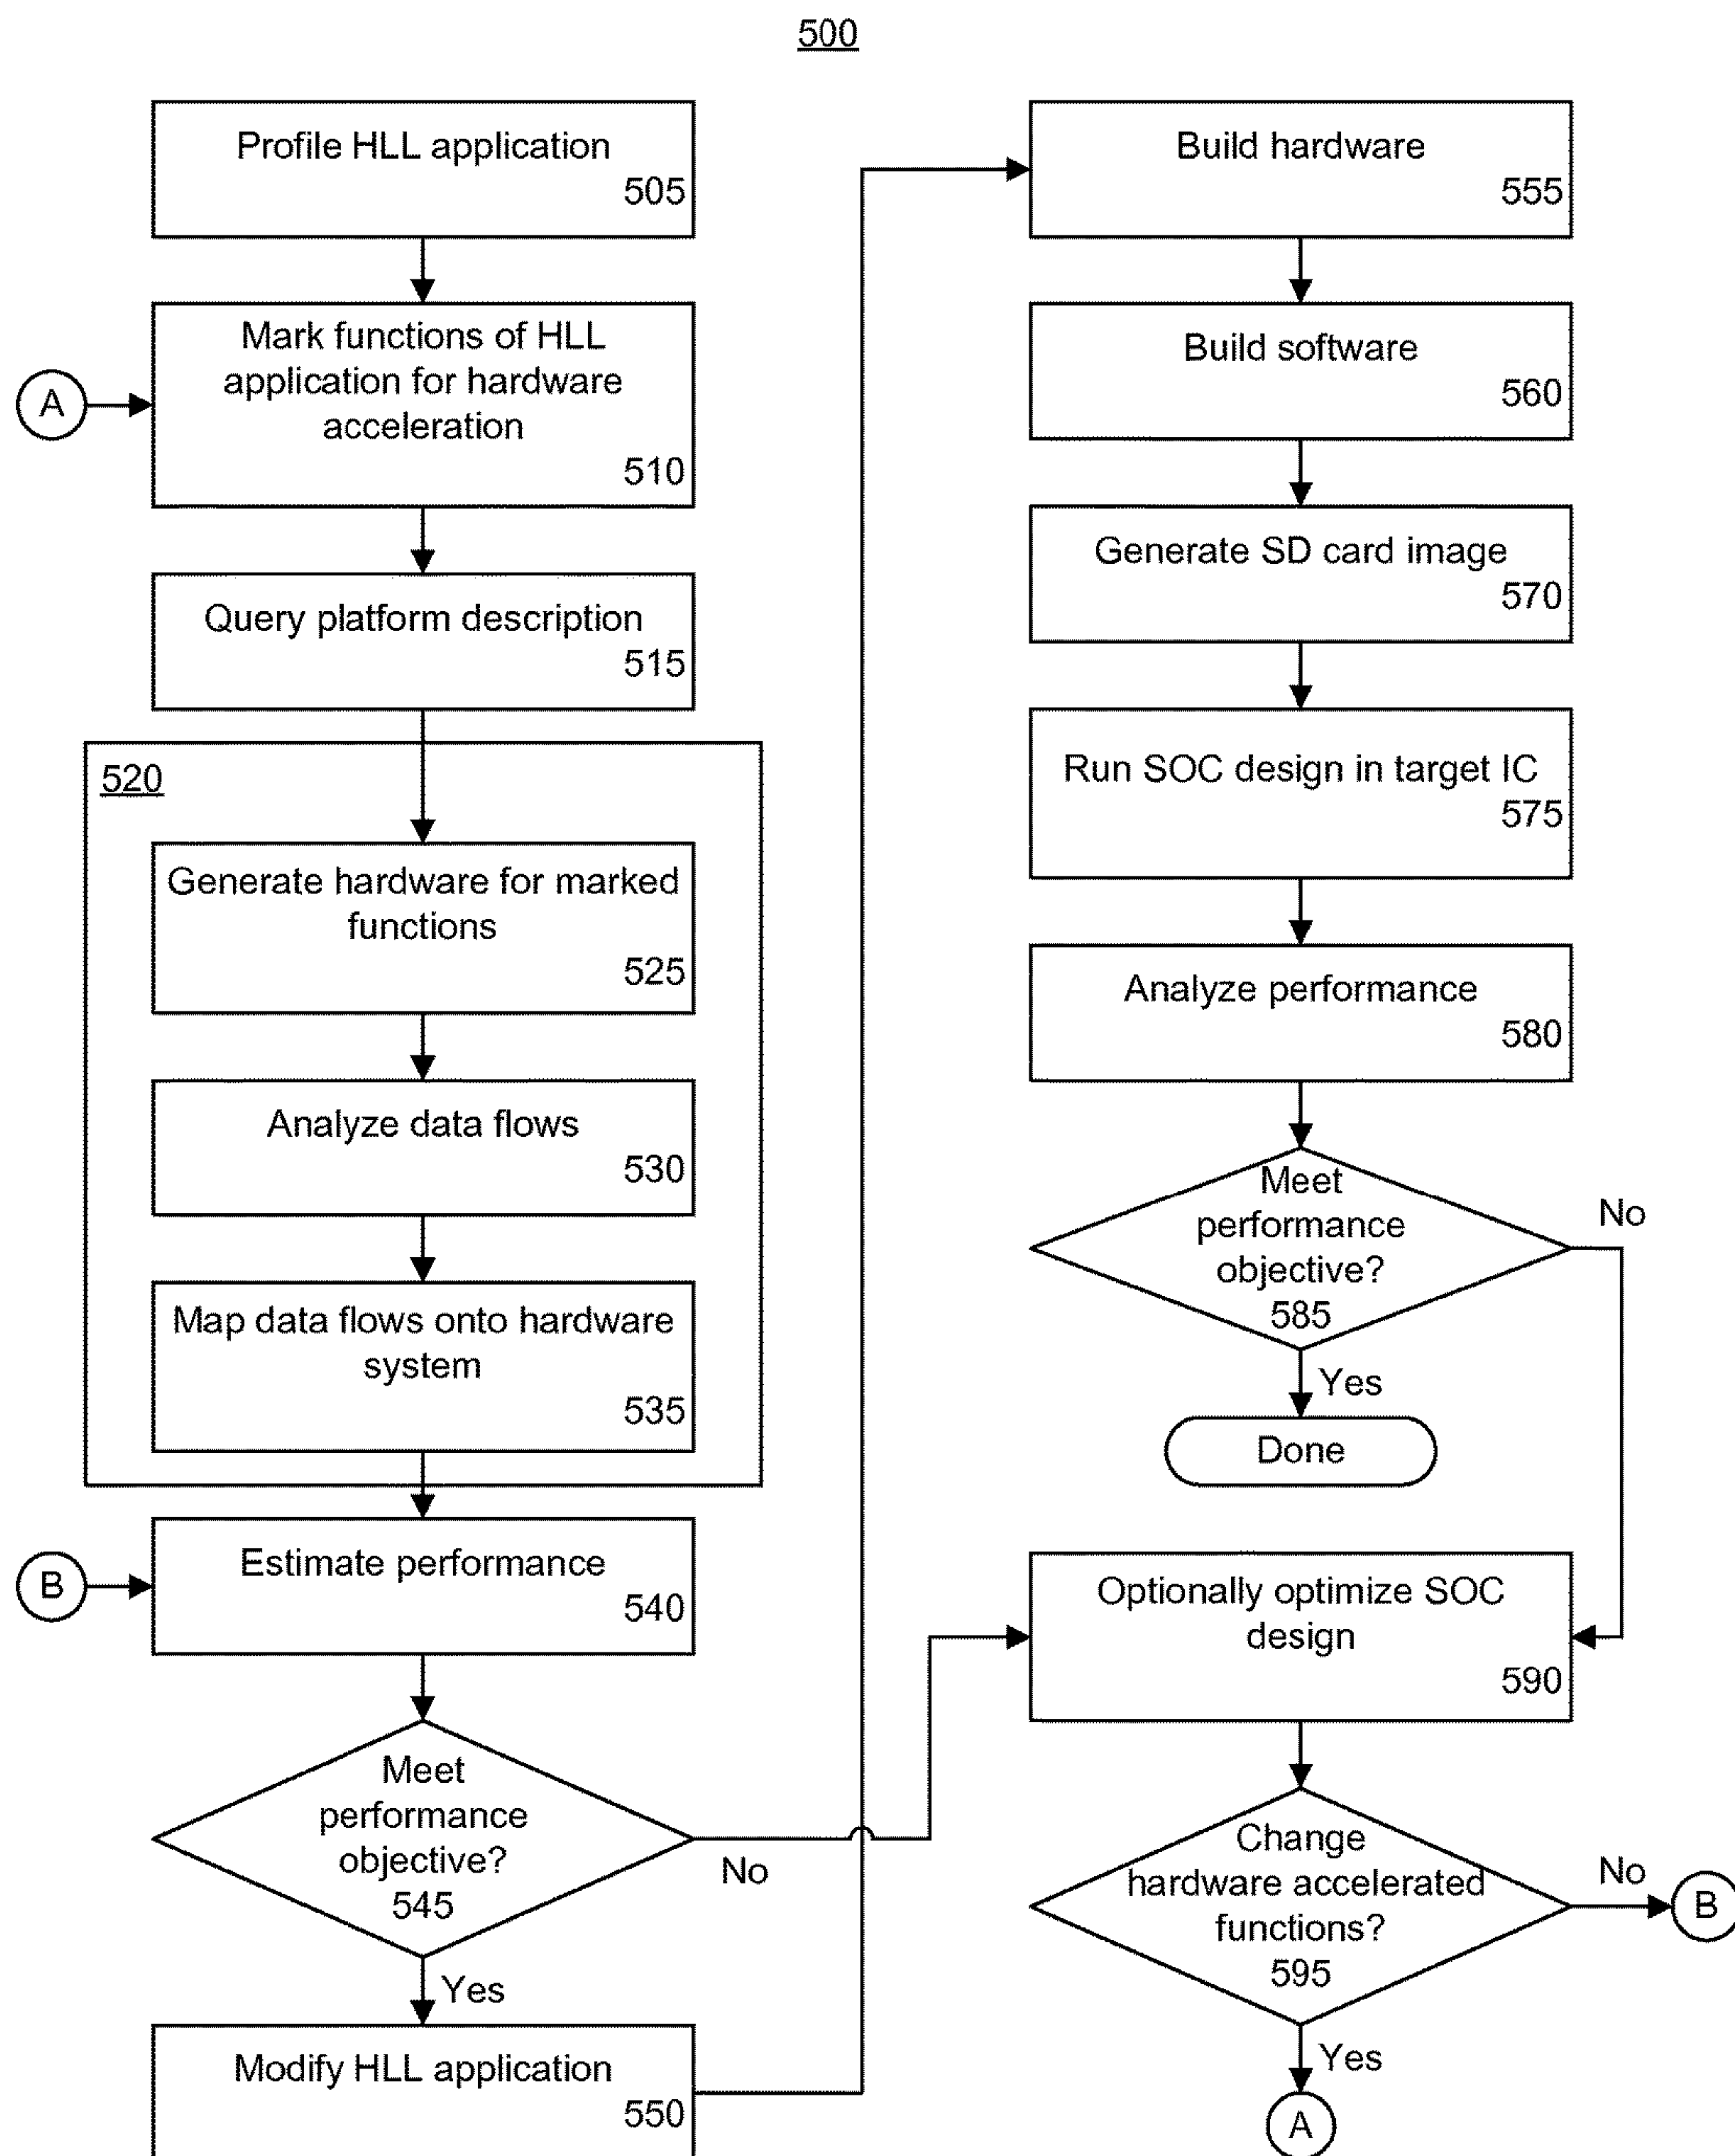 500
Profile HLL application
505
A
Mark functions of HLL
application for hardware
acceleration
510
Query platform description
515
520
Generate hardware for marked
functions
525
Analyze data flows
530
Map data flows onto hardware
system
535
B
Estimate performance
540
Meet
performance
objective?
545
No
Yes
Modify HLL application
550
Build hardware
555
Build software
560
Generate SD card image
570
Run SOC design in target IC
575
Analyze performance
580
Meet
performance
objective?
585
No
Yes
Done
Optionally optimize SOC
design
590
Change
hardware accelerated
functions?
595
No
B
Yes
A